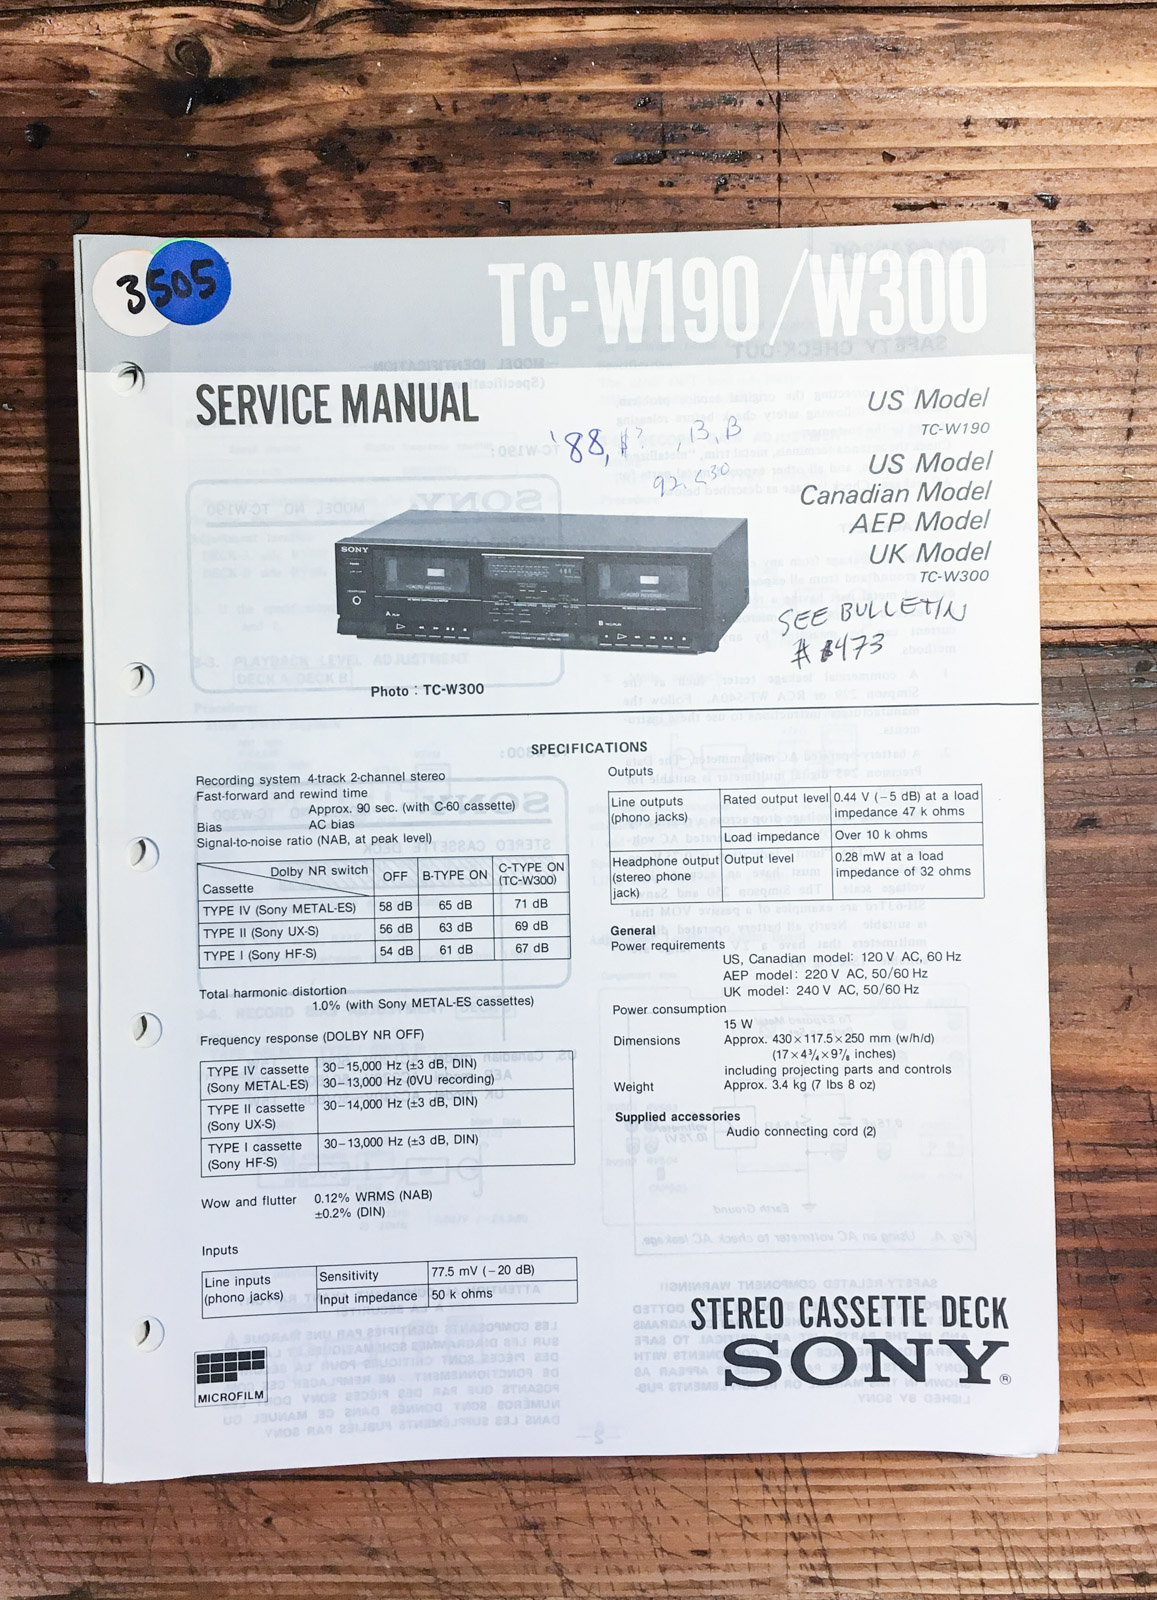 3505
TC-W190/W300
SERVICE MANUAL
US Model
TC-W190
US Model
Canadian Model
AEP Model
UK Model
TC-W300
'88, B, B
SEE BULLETIN
# 1473
SONY
Photo : TC-W300
SPECIFICATIONS
Recording system 4-track 2-channel stereo
Fast-forward and rewind time
Approx. 90 sec. (with C-60 cassette)
Bias AC bias
Signal-to-noise ratio (NAB, at peak level)
Dolby NR switch OFF B-TYPE ON C-TYPE ON (TC-W300)
Cassette
TYPE IV (Sony METAL-ES) 58 dB 65 dB 71 dB
TYPE II (Sony UX-S) 56 dB 63 dB 69 dB
TYPE I (Sony HF-S) 54 dB 61 dB 67 dB
Total harmonic distortion
1.0% (with Sony METAL-ES cassettes)
Frequency response (DOLBY NR OFF)
TYPE IV cassette 30–15,000 Hz (±3 dB, DIN)
(Sony METAL-ES) 30–13,000 Hz (0VU recording)
TYPE II cassette 30–14,000 Hz (±3 dB, DIN)
(Sony UX-S)
TYPE I cassette 30–13,000 Hz (±3 dB, DIN)
(Sony HF-S)
Wow and flutter 0.12% WRMS (NAB)
±0.2% (DIN)
Inputs
Line inputs Sensitivity 77.5 mV (–20 dB)
(phono jacks) Input impedance 50 k ohms
Outputs
Line outputs Rated output level 0.44 V (–5 dB) at a load
(phono jacks) impedance 47 k ohms
Load impedance Over 10 k ohms
Headphone output Output level 0.28 mW at a load
(stereo phone impedance of 32 ohms
jack)
General
Power requirements
US, Canadian model: 120 V AC, 60 Hz
AEP model: 220 V AC, 50/60 Hz
UK model: 240 V AC, 50/60 Hz
Power consumption
15 W
Dimensions Approx. 430×117.5×250 mm (w/h/d)
(17×4¾×9⅞ inches)
including projecting parts and controls
Weight Approx. 3.4 kg (7 lbs 8 oz)
Supplied accessories
Audio connecting cord (2)
STEREO CASSETTE DECK
SONY®
MICROFILM